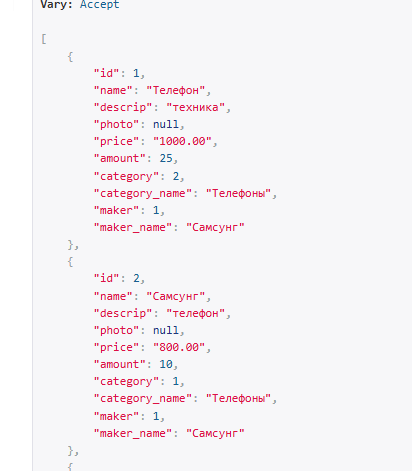 Vary: Accept
[
{
"id": 1,
"name": "Телефон",
"descrip": "техника",
"photo": null,
"price": "1000.00",
"amount": 25,
"category": 2,
"category_name": "Телефоны",
"maker": 1,
"maker_name": "Самсунг"
},
{
"id": 2,
"name": "Самсунг",
"descrip": "телефон",
"photo": null,
"price": "800.00",
"amount": 10,
"category": 1,
"category_name": "Телефоны",
"maker": 1,
"maker_name": "Самсунг"
},
{